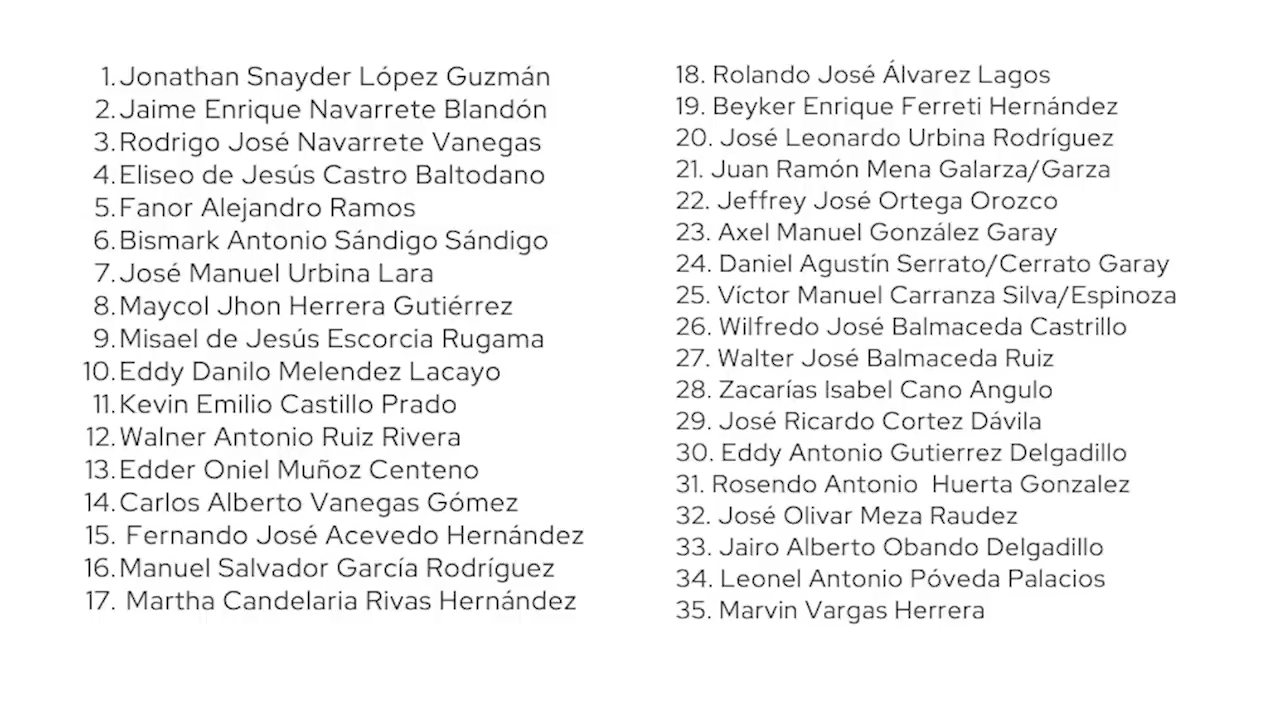 1. Jonathan Snayder López Guzmán
2. Jaime Enrique Navarrete Blandón
3. Rodrigo José Navarrete Vanegas
4. Eliseo de Jesús Castro Baltodano
5. Fanor Alejandro Ramos
6. Bismark Antonio Sándigo Sándigo
7. José Manuel Urbina Lara
8. Maycol Jhon Herrera Gutiérrez
9. Misael de Jesús Escorcia Rugama
10. Eddy Danilo Melendez Lacayo
11. Kevin Emilio Castillo Prado
12. Walner Antonio Ruiz Rivera
13. Edder Oniel Muñoz Centeno
14. Carlos Alberto Vanegas Gómez
15. Fernando José Acevedo Hernández
16. Manuel Salvador García Rodríguez
17. Martha Candelaria Rivas Hernández
18. Rolando José Álvarez Lagos
19. Beyker Enrique Ferreti Hernández
20. José Leonardo Urbina Rodríguez
21. Juan Ramón Mena Galarza/Garza
22. Jeffrey José Ortega Orozco
23. Axel Manuel González Garay
24. Daniel Agustín Serrato/Cerrato Garay
25. Víctor Manuel Carranza Silva/Espinoza
26. Wilfredo José Balmaceda Castrillo
27. Walter José Balmaceda Ruiz
28. Zacarías Isabel Cano Angulo
29. José Ricardo Cortez Dávila
30. Eddy Antonio Gutierrez Delgadillo
31. Rosendo Antonio  Huerta Gonzalez
32. José Olivar Meza Raudez
33. Jairo Alberto Obando Delgadillo
34. Leonel Antonio Póveda Palacios
35. Marvin Vargas Herrera